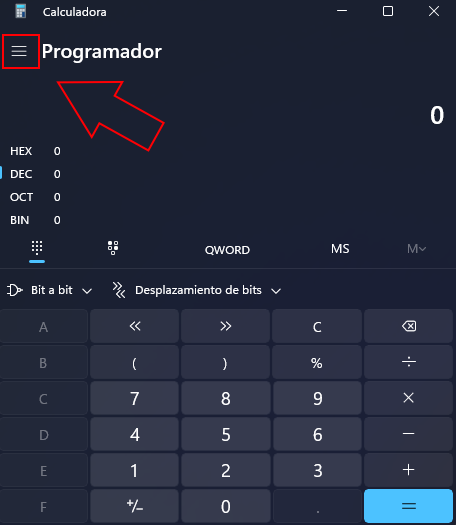 Calculadora
Programador
0
HEX 0
DEC 0
OCT 0
BIN 0
QWORD MS M
Bit a bit Desplazamiento de bits
A « » C
B ( ) % ÷
C 7 8 9 ×
D 4 5 6 −
E 1 2 3 +
F +/− 0 . =